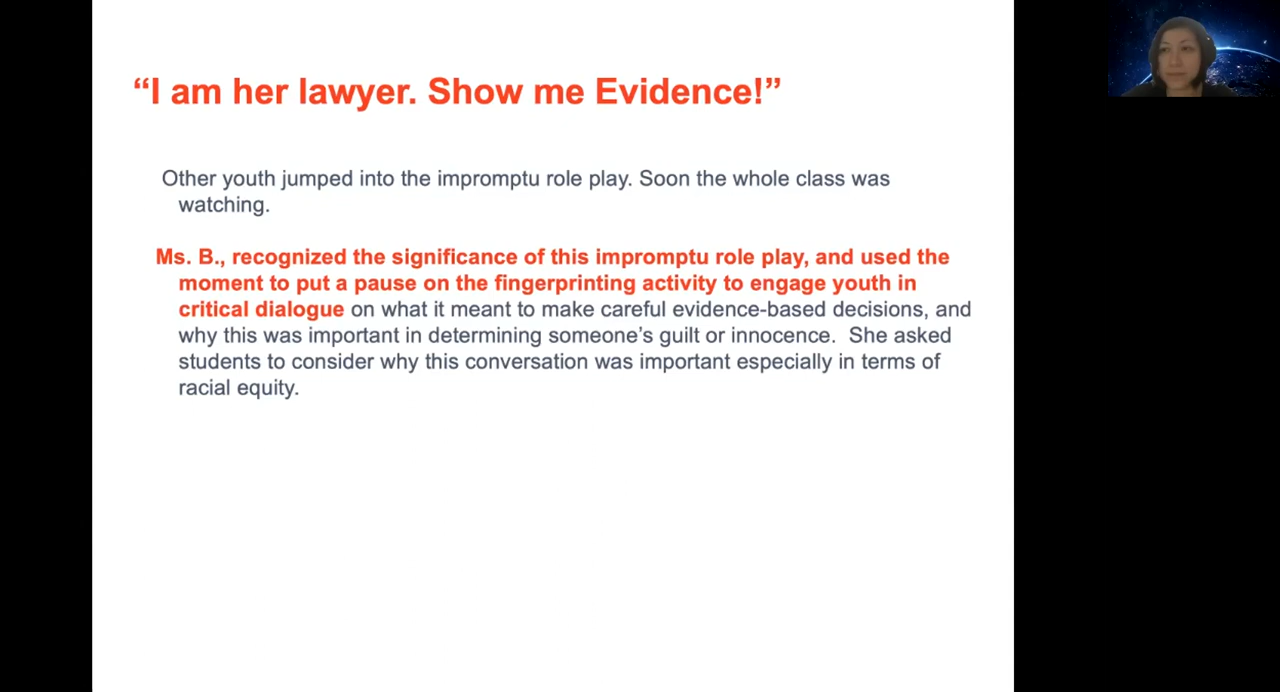 “I am her lawyer. Show me Evidence!”
Other youth jumped into the impromptu role play. Soon the whole class was
watching.
Ms. B., recognized the significance of this impromptu role play, and used the
moment to put a pause on the fingerprinting activity to engage youth in
critical dialogue on what it meant to make careful evidence-based decisions, and
why this was important in determining someone’s guilt or innocence.  She asked
students to consider why this conversation was important especially in terms of
racial equity.